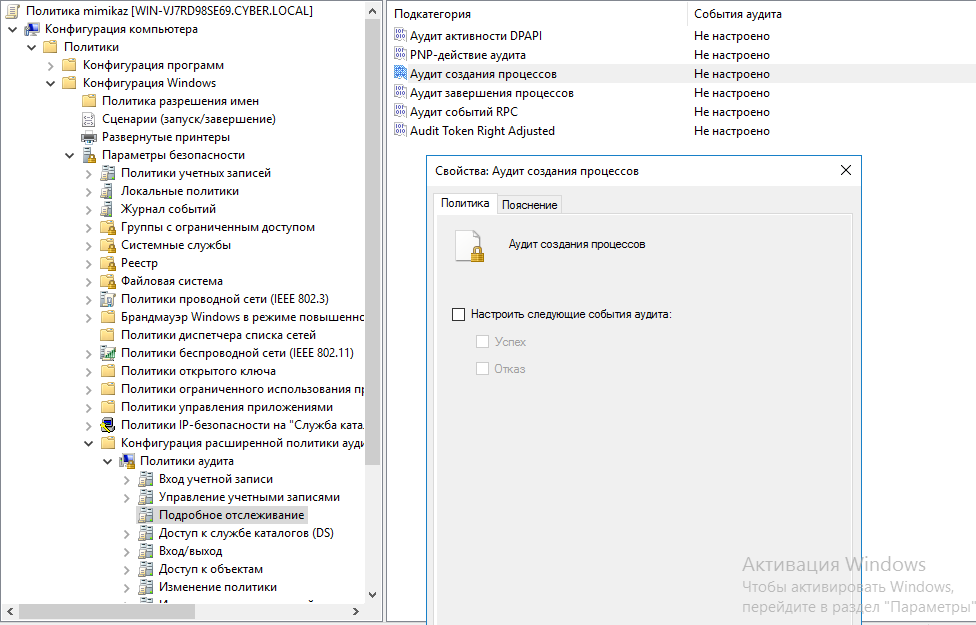 Политика mimikaz [WIN-VJ7RD98SE69.CYBER.LOCAL]
Конфигурация компьютера
Политики
Конфигурация программ
Конфигурация Windows
Политика разрешения имен
Сценарии (запуск/завершение)
Развернутые принтеры
Параметры безопасности
Политики учетных записей
Локальные политики
Журнал событий
Группы с ограниченным доступом
Системные службы
Реестр
Файловая система
Политики проводной сети (IEEE 802.3)
Брандмауэр Windows в режиме повышенно
Политики диспетчера списка сетей
Политики беспроводной сети (IEEE 802.11)
Политики открытого ключа
Политики ограниченного использования пр
Политики управления приложениями
Политики IP-безопасности на "Служба ката
Конфигурация расширенной политики ауди
Политики аудита
Вход учетной записи
Управление учетными записями
Подробное отслеживание
Доступ к службе каталогов (DS)
Вход/выход
Доступ к объектам
Изменение политики
Подкатегория События аудита
Аудит активности DPAPI Не настроено
PNP-действие аудита Не настроено
Аудит создания процессов Не настроено
Аудит завершения процессов Не настроено
Аудит событий RPC Не настроено
Audit Token Right Adjusted Не настроено
Свойства: Аудит создания процессов
Политика Пояснение
Аудит создания процессов
Настроить следующие события аудита:
Успех
Отказ
Активация Windows
Чтобы активировать Windows,
перейдите в раздел "Параметры"